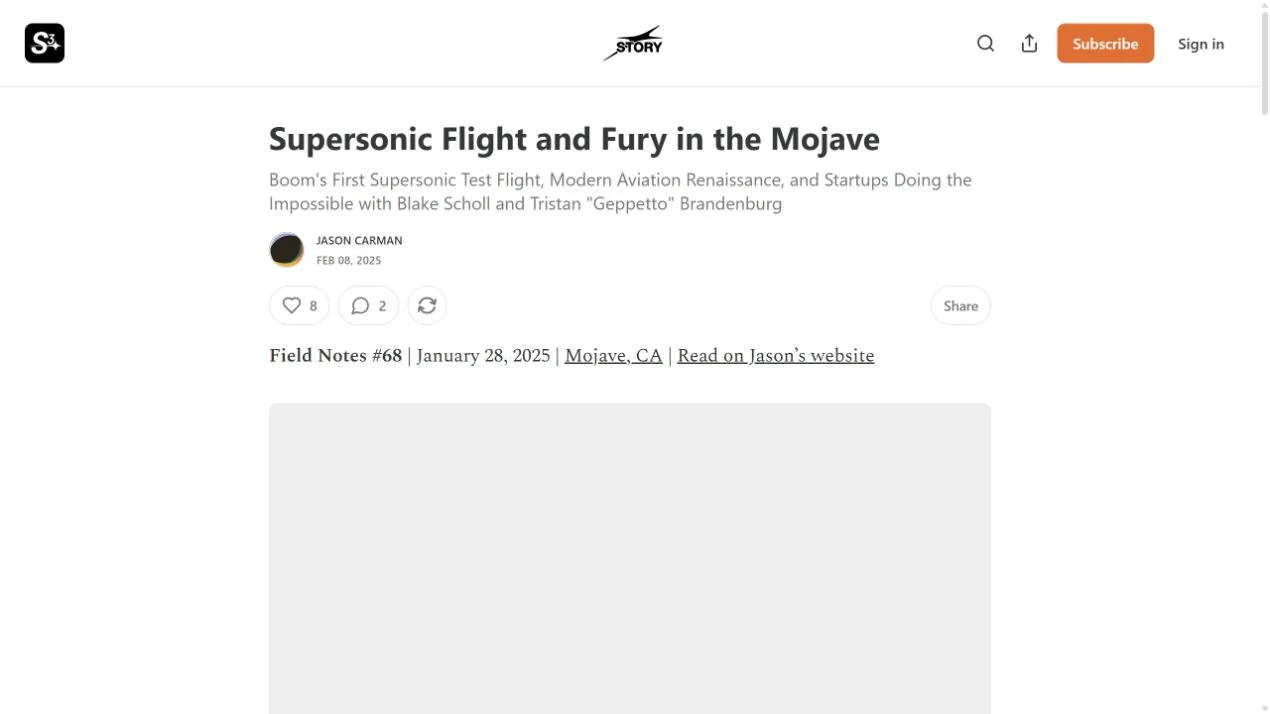 S3
STORY
Subscribe
Sign in
Supersonic Flight and Fury in the Mojave
Boom's First Supersonic Test Flight, Modern Aviation Renaissance, and Startups Doing the
Impossible with Blake Scholl and Tristan "Geppetto" Brandenburg
JASON CARMAN
FEB 08, 2025
8
2
Share
Field Notes #68 | January 28, 2025 | Mojave, CA | Read on Jason’s website